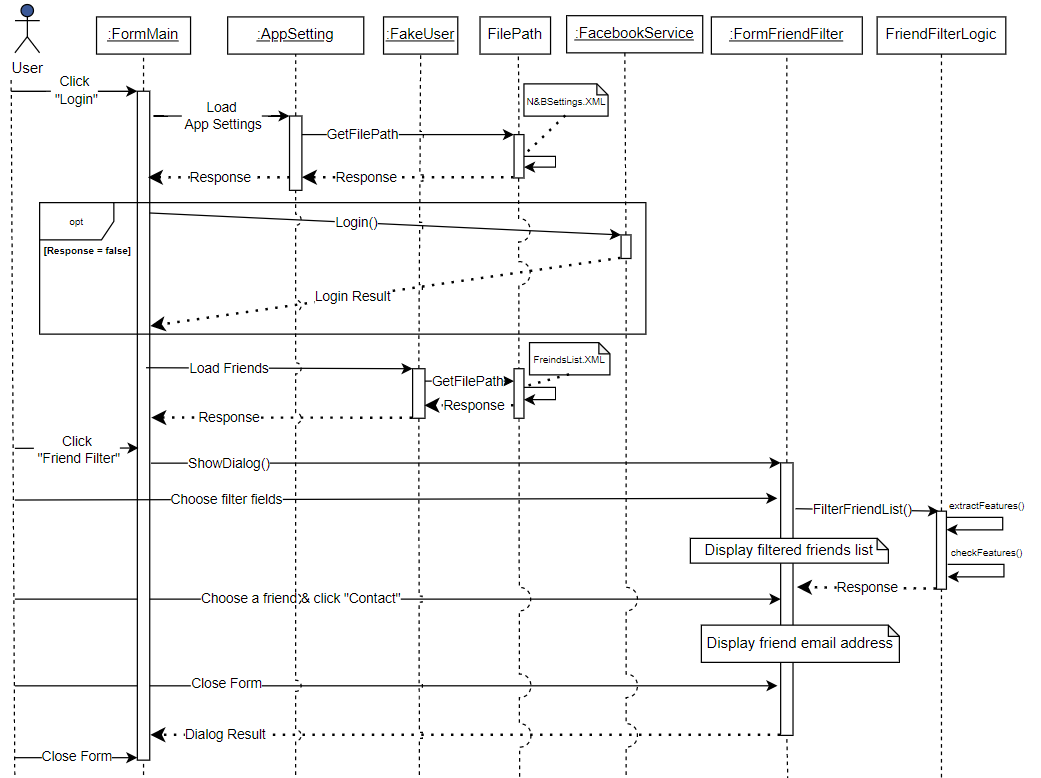 :FormMain
:AppSetting
:FakeUser
FilePath
:FacebookService
:FormFriendFilter
FriendFilterLogic
User
Click
"Login"
Load
App Settings
N&BSettings.XML
GetFilePath
Response
Response
opt
[Response = false]
Login()
Login Result
FreindsList.XML
Load Friends
GetFilePath
Response
Response
Click
"Friend Filter"
ShowDialog()
Choose filter fields
FilterFriendList()
extractFeatures()
Display filtered friends list
checkFeatures()
Response
Choose a friend & click "Contact"
Display friend email address
Close Form
Dialog Result
Close Form